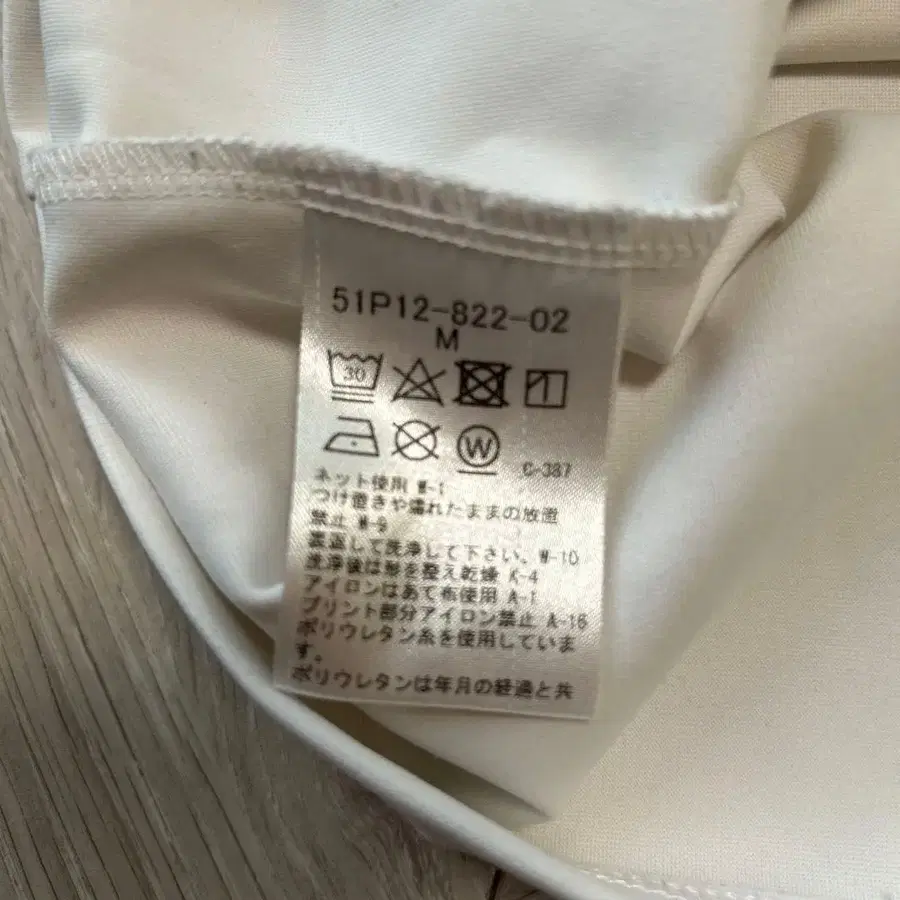 51P12-822-02
M
30
W
C-387
ネット使用 W-1
つけ置きや濡れたままの放置
禁止 W-9
裏返して洗浄して下さい。W-10
洗浄後は形を整え乾燥 K-4
アイロンはあて布使用 A-1
プリント部分アイロン禁止 A-16
ポリウレタン糸を使用していま
す。
ポリウレタンは年月の経過と共